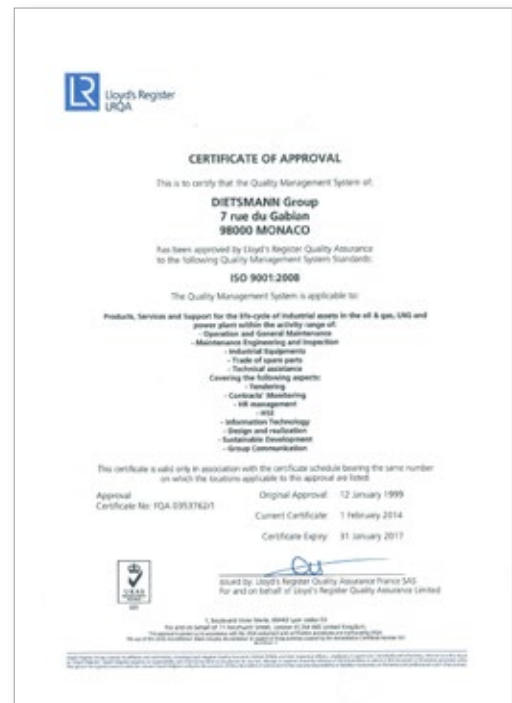 LR
Lloyd's Register
LRQA
CERTIFICATE OF APPROVAL
This is to certify that the Quality Management System of:
DIETSMANN Group
7 rue du Gabian
98000 MONACO
has been approved by Lloyd's Register Quality Assurance
to the following Quality Management System Standards:
ISO 9001:2008
The Quality Management System is applicable to:
Products, Services and Support for the life-cycle of industrial assets in the oil & gas, LNG and
power plant within the activity range of:
- Operation and General Maintenance
- Maintenance Engineering and Inspection
- Industrial Equipments
- Trade of spare parts
- Technical assistance
Covering the following aspects:
- Tendering
- Contracts' Monitoring
- HR management
- HSE
- Information Technology
- Design and realization
- Sustainable Development
- Group Communication
This certificate is valid only in association with the certificate schedule bearing the same number
on which the locations applicable to this approval are listed.
Approval
Certificate No: FQA 0353762/1
Original Approval: 12 January 1999
Current Certificate: 1 February 2014
Certificate Expiry: 31 January 2017
Issued by: Lloyd's Register Quality Assurance France SAS
For and on behalf of Lloyd's Register Quality Assurance Limited
UKAS